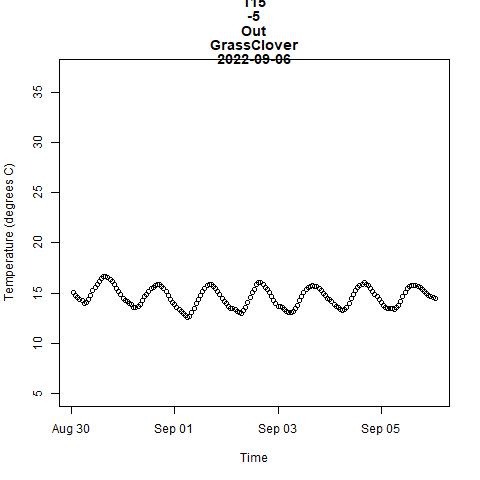 T15
-5
Out
GrassClover
2022-09-06
Temperature (degrees C)
35
30
25
20
15
10
5
Aug 30
Sep 01
Sep 03
Sep 05
Time